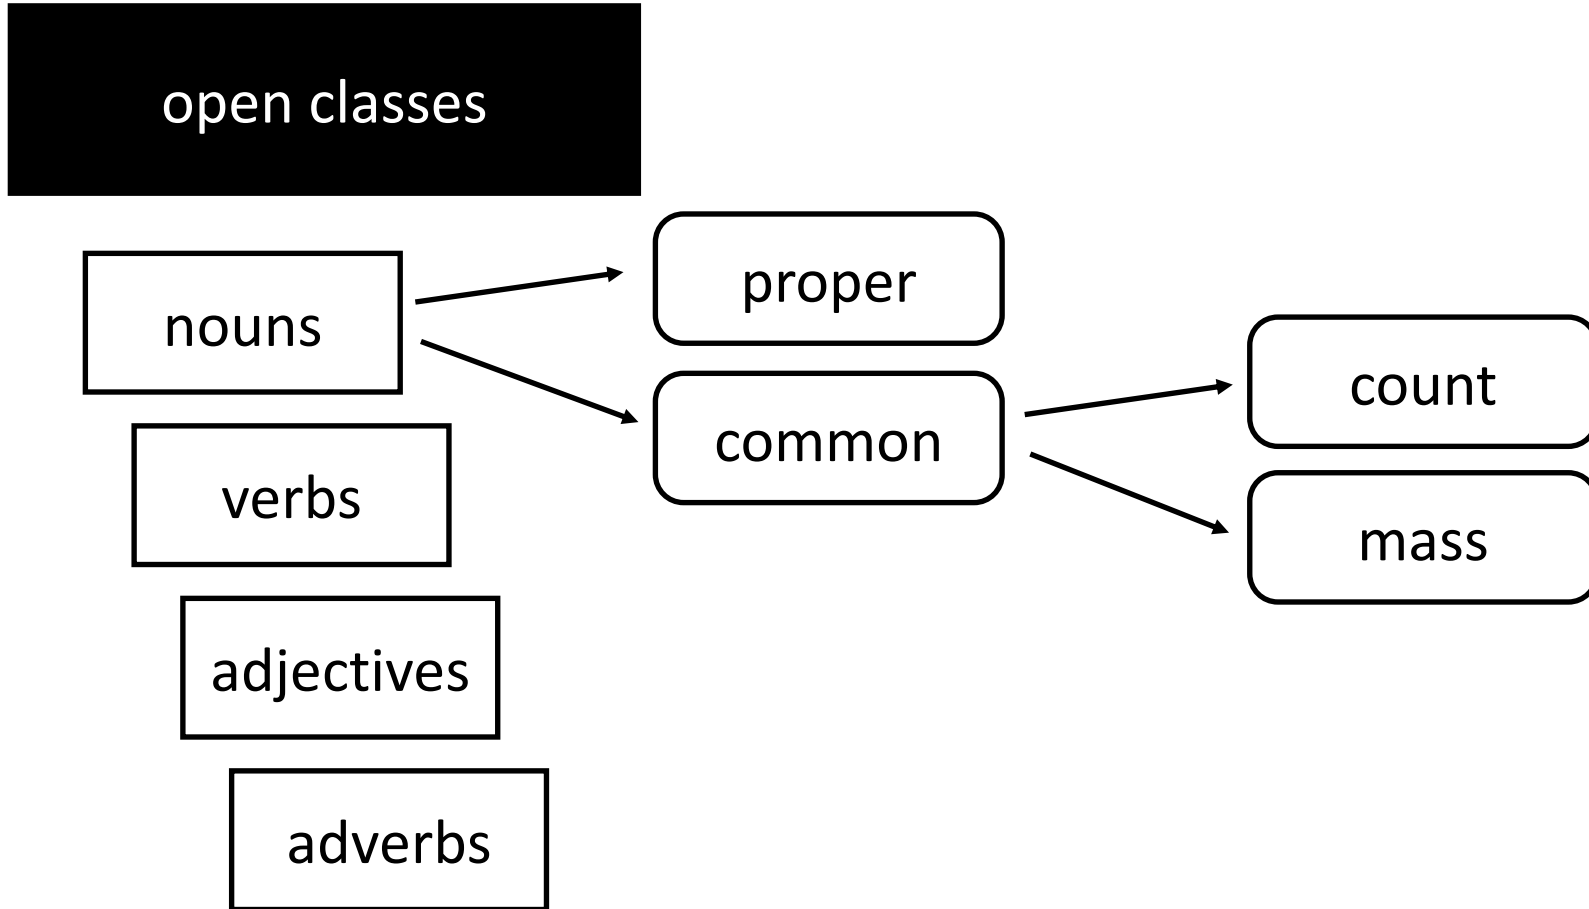 open classes
nouns
proper
common
count
mass
verbs
adjectives
adverbs